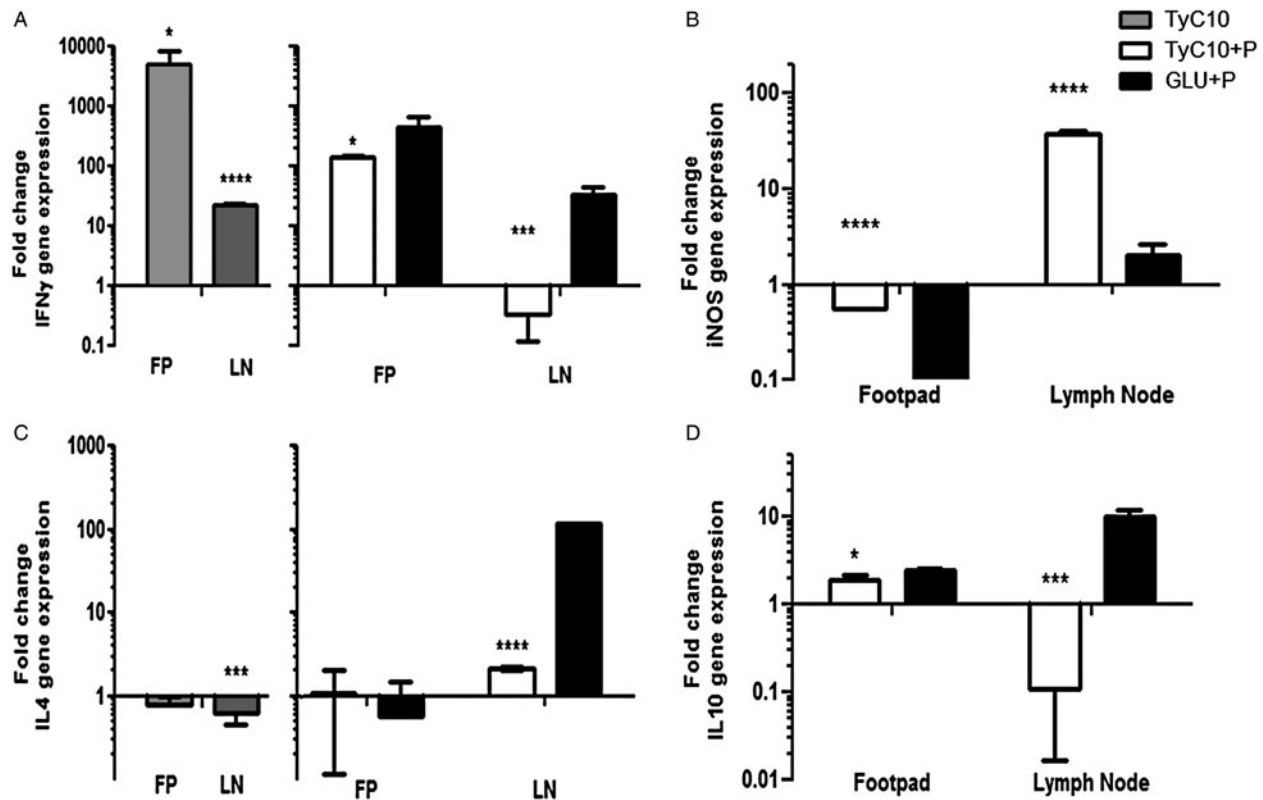 A
Fold change
IFNγ gene expression
10000
1000
100
10
1
0.1
*
****
FP
LN
*
***
FP
LN
B
TyC10
TyC10+P
GLU+P
Fold change
iNOS gene expression
100
10
1
0.1
****
****
Footpad
Lymph Node
C
Fold change
IL4 gene expression
1000
100
10
1
***
FP
LN
****
FP
LN
D
Fold change
IL10 gene expression
10
1
0.1
0.01
*
***
Footpad
Lymph Node